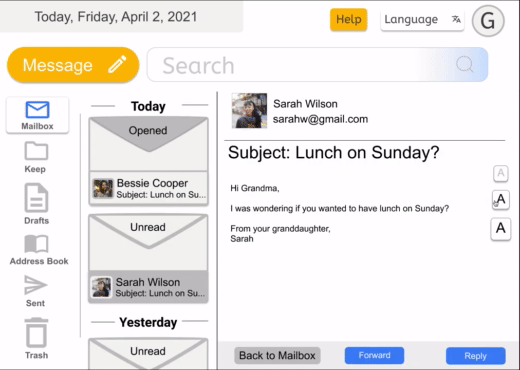 Today, Friday, April 2, 2021
Help
Language
G
Message
Search
Mailbox
Keep
Drafts
Address Book
Sent
Trash
Today
Opened
Bessie Cooper
Subject: Lunch on Su...
Unread
Sarah Wilson
Subject: Lunch on Su...
Yesterday
Unread
Sarah Wilson
sarahw@gmail.com
Subject: Lunch on Sunday?
Hi Grandma,
I was wondering if you wanted to have lunch on Sunday?
From your granddaughter,
Sarah
A
A
A
Back to Mailbox
Forward
Reply